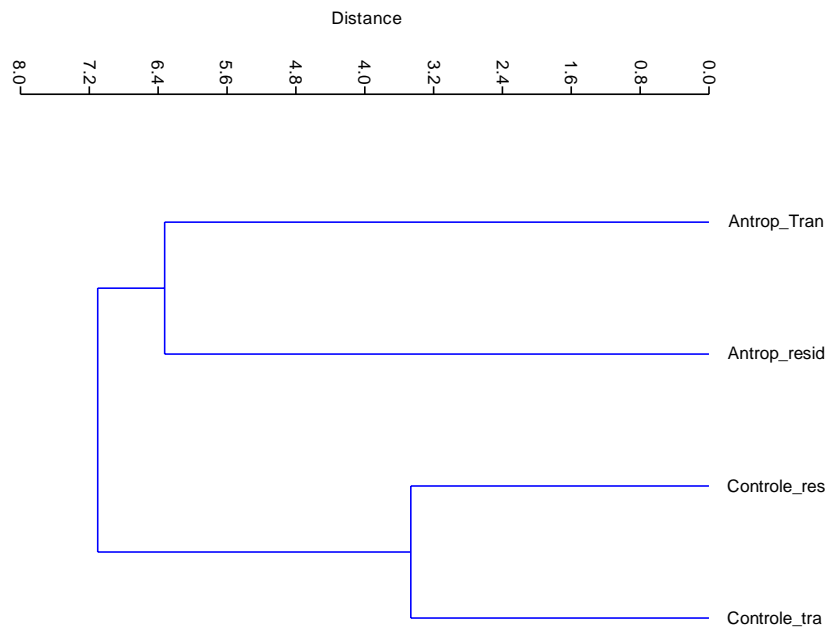 Distance
8.0 7.2 6.4 5.6 4.8 4.0 3.2 2.4 1.6 0.8 0.0
Antrop_Tran
Antrop_resid
Controle_res
Controle_tra